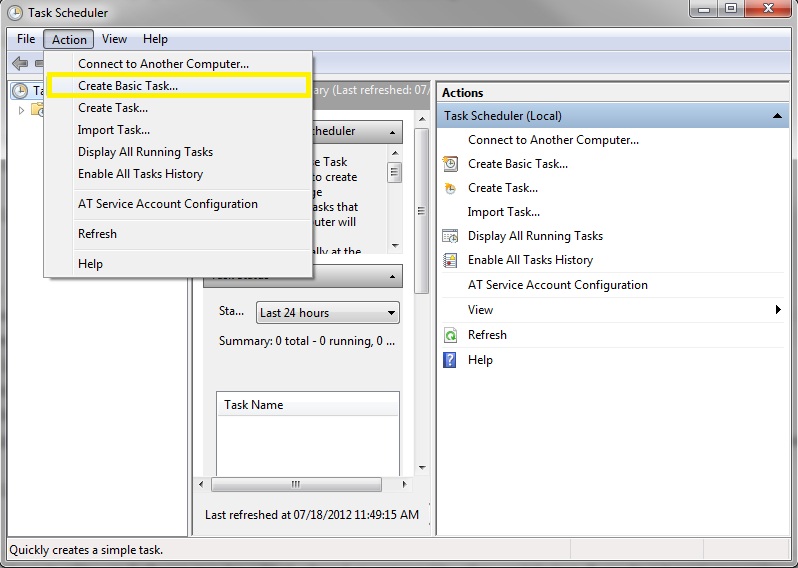 Task Scheduler
File Action View Help
Connect to Another Computer...
Create Basic Task...
Create Task...
Import Task...
Display All Running Tasks
Enable All Tasks History
AT Service Account Configuration
Refresh
Help
(Last refreshed: 07/
heduler
se Task
to create
ge
asks that
uter will
ally at the
Sta...
Last 24 hours
Summary: 0 total - 0 running, 0 ...
Task Name
Last refreshed at 07/18/2012 11:49:15 AM
Actions
Task Scheduler (Local)
Connect to Another Computer...
Create Basic Task...
Create Task...
Import Task...
Display All Running Tasks
Enable All Tasks History
AT Service Account Configuration
View
Refresh
Help
Quickly creates a simple task.